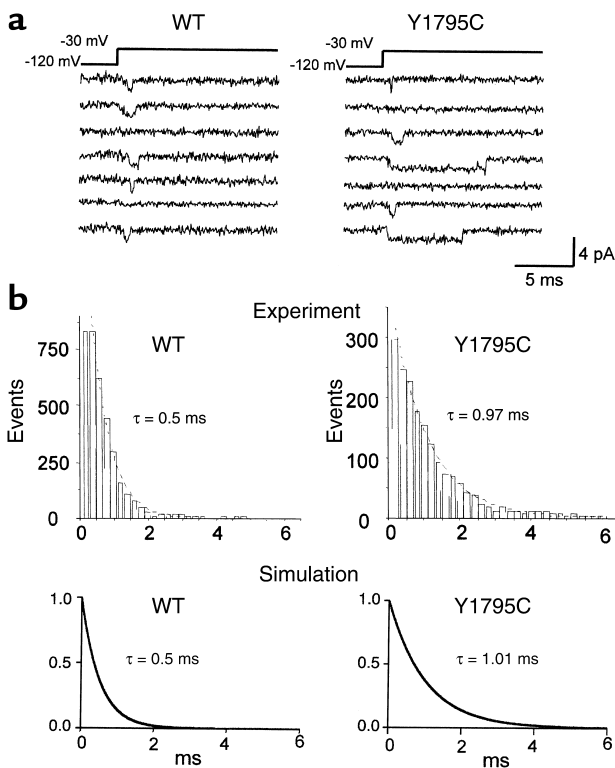 a
WT Y1795C
-30 mV -30 mV
-120 mV -120 mV
4 pA
5 ms
b
Experiment
WT Y1795C
750 300
500 200
250 100
0 0
Events Events
τ = 0.5 ms τ = 0.97 ms
0 2 4 6 0 2 4 6
Simulation
WT Y1795C
1.0 1.0
0.5 0.5
0.0 0.0
τ = 0.5 ms τ = 1.01 ms
0 2 4 6 0 2 4 6
ms ms